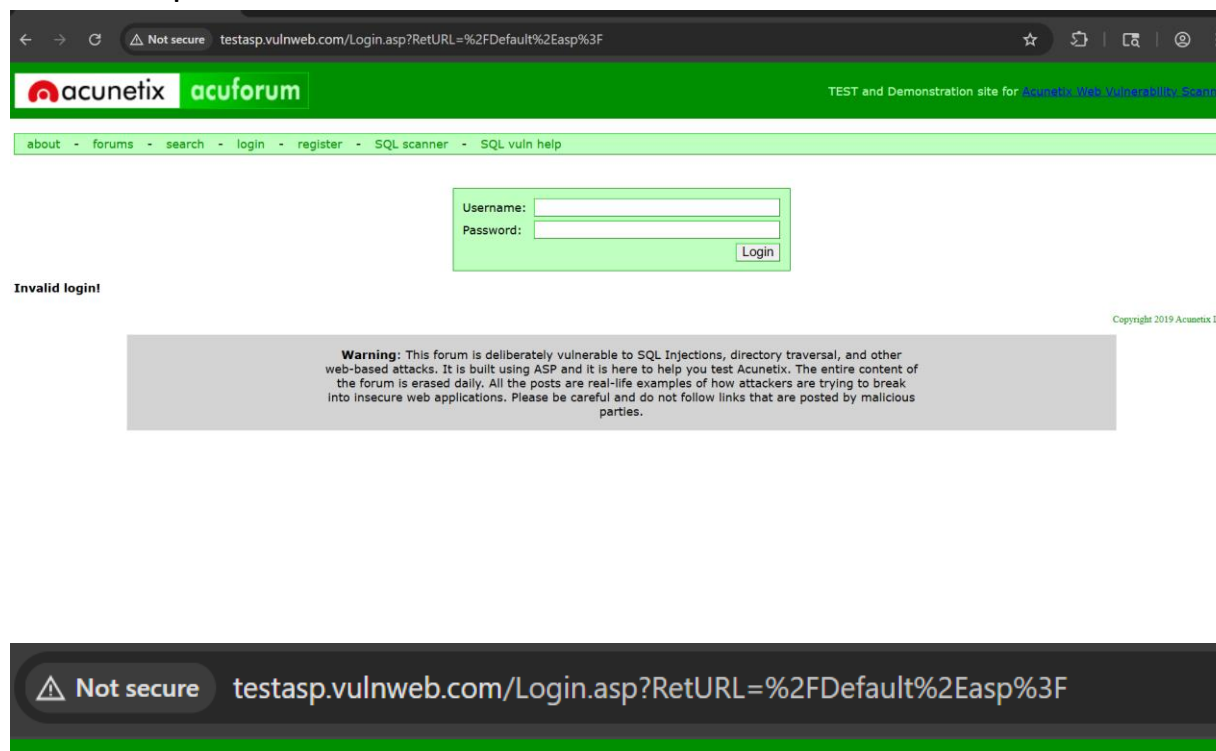 Not secure testasp.vulnweb.com/Login.asp?RetURL=%2FDefault%2Easp%3F
acunetix acuforum
TEST and Demonstration site for Acunetix Web Vulnerability Scann
about - forums - search - login - register - SQL scanner - SQL vuln help
Username:
Password:
Login
Invalid login!
Copyright 2019 Acunetix
Warning: This forum is deliberately vulnerable to SQL Injections, directory traversal, and other
web-based attacks. It is built using ASP and it is here to help you test Acunetix. The entire content of
the forum is erased daily. All the posts are real-life examples of how attackers are trying to break
into insecure web applications. Please be careful and do not follow links that are posted by malicious
parties.
Not secure testasp.vulnweb.com/Login.asp?RetURL=%2FDefault%2Easp%3F